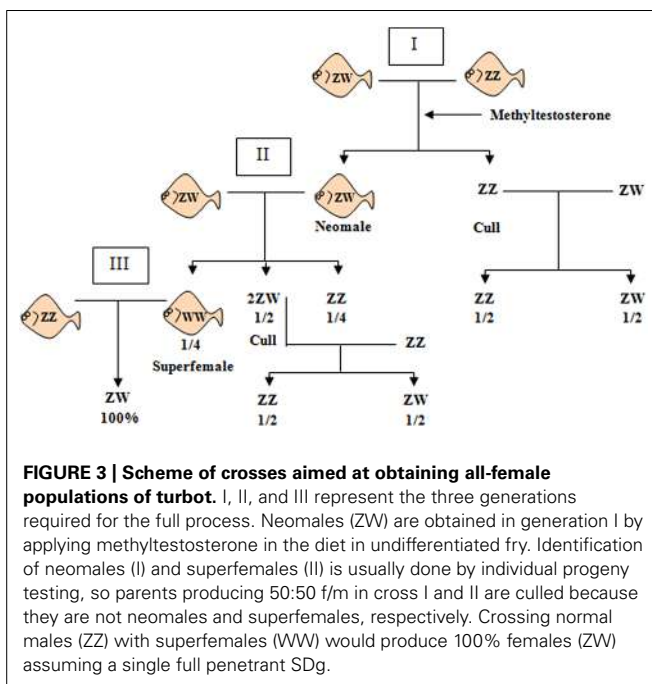 I
ZW
ZZ
Methyltestosterone
II
ZW
ZW
Neomale
ZZ
ZW
Cull
III
2ZW
ZZ
ZZ
ZW
1/2
1/4
1/2
1/2
ZZ
WW
Cull
ZZ
1/4
Superfemale
ZW
100%
ZZ
ZW
1/2
1/2
FIGURE 3 | Scheme of crosses aimed at obtaining all-female
populations of turbot. I, II, and III represent the three generations
required for the full process. Neomales (ZW) are obtained in generation I by
applying methyltestosterone in the diet in undifferentiated fry. Identification
of neomales (I) and superfemales (II) is usually done by individual progeny
testing, so parents producing 50:50 f/m in cross I and II are culled because
they are not neomales and superfemales, respectively. Crossing normal
males (ZZ) with superfemales (WW) would produce 100% females (ZW)
assuming a single full penetrant SDg.